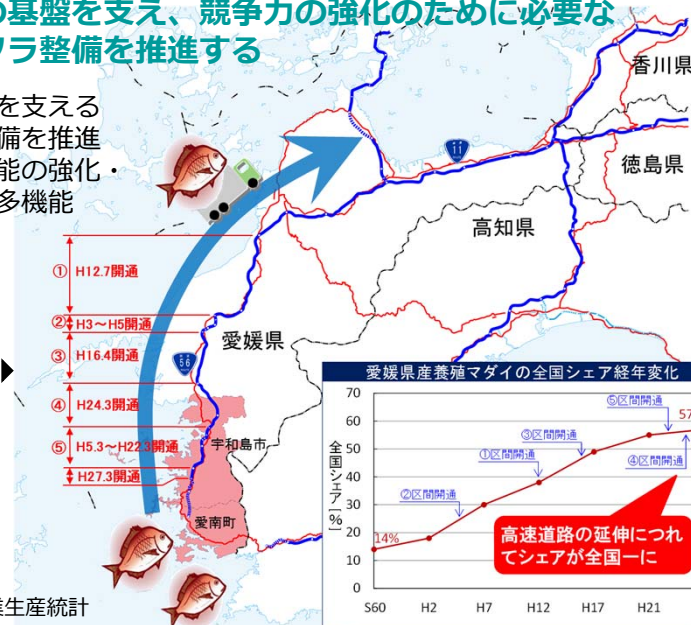 の基盤を支え、競争力の強化のために必要な
フラ整備を推進する
を支える
備を推進
能の強化・
多機能
香川県
徳島県
高知県
愛媛県
宇和島市
愛南町
11
56
① H12.7開通
② H3～H5開通
③ H16.4開通
④ H24.3開通
⑤ H5.3～H22.3開通
H27.3開通
愛媛県産養殖マダイの全国シェア経年変化
全国シェア[%]
70
60
50
40
30
20
10
0
14%
②区間開通
①区間開通
③区間開通
⑤区間開通
④区間開通
57
高速道路の延伸につれ
てシェアが全国一に
S60 H2 H7 H12 H17 H21
業生産統計